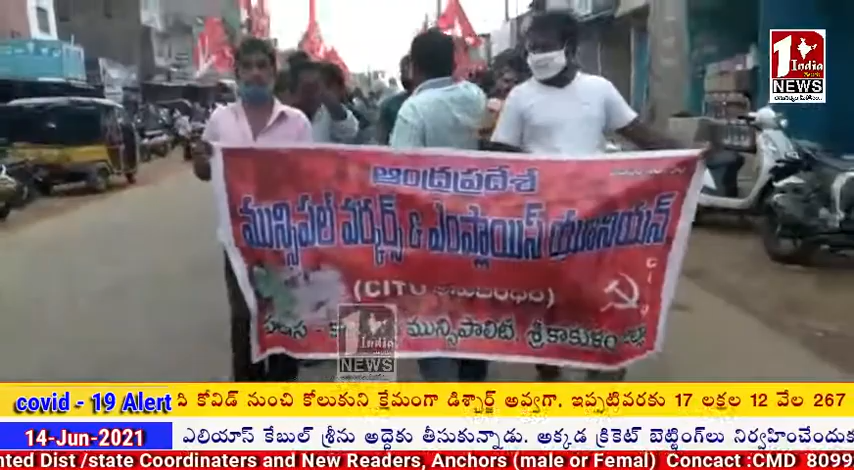 1 India
NEWS
ఆంధ్రప్రదేశ్
మున్సిపల్ వర్కర్స్ & ఎంప్లాయిస్ యూనియన్
(CITU అనుబంధం)
మున్సిపాలిటీ. శ్రీకాకుళం జిల్లా
1 India
NEWS
covid - 19 Alert ది కోవిడ్ నుంచి కోలుకుని క్షేమంగా డిశ్చార్జ్ అవ్వగా. ఇప్పటివరకు 17 లక్షల 12 వేల 267
14-Jun-2021 ఎలియాస్ కేబుల్ శ్రీను అద్దెకు తీసుకున్నాడు. అక్కడ క్రికెట్ బెట్టింగ్‌లు నిర్వహించేందుకు
nted Dist /state Coordinaters and New Readers, Anchors (male or Femal) Concact :CMD 8099